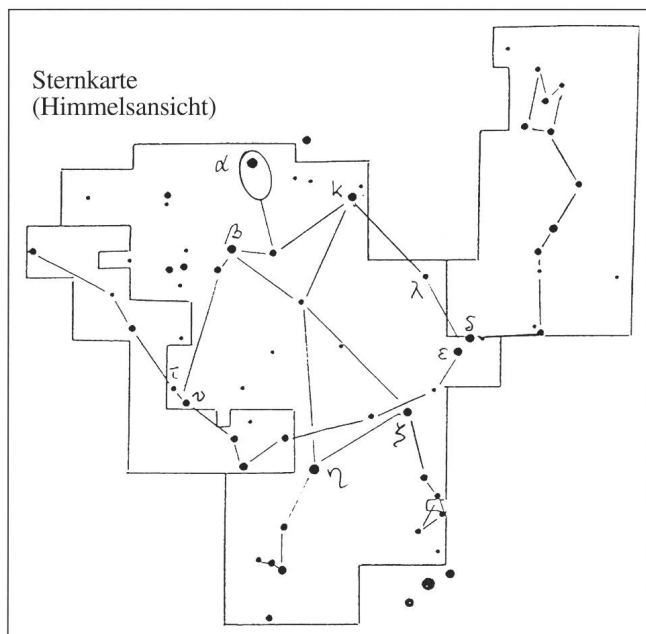 Sternkarte
(Himmelsansicht)
α
κ
β
λ
δ
ε
τ
υ
ζ
η